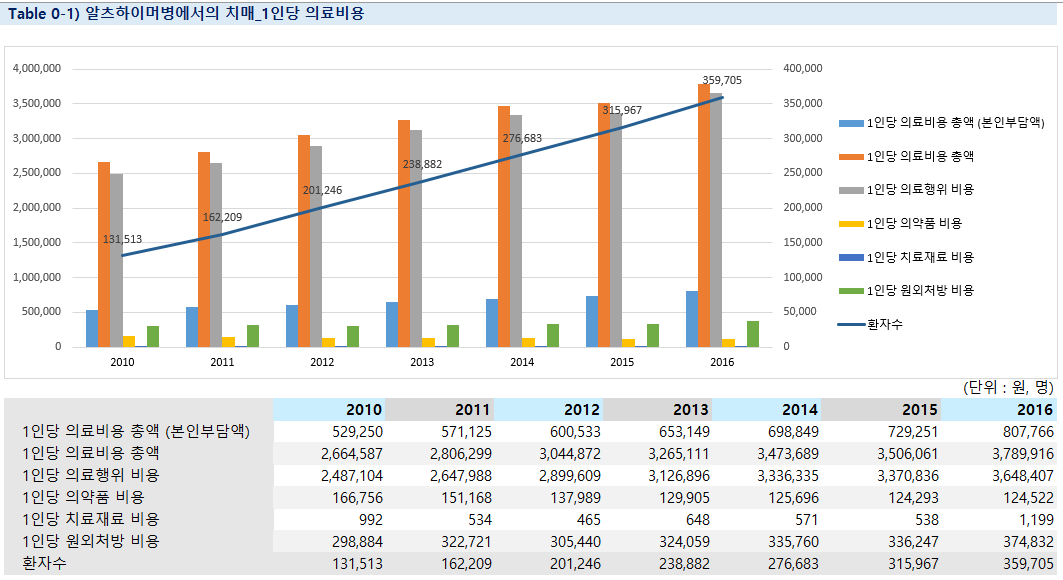 Table 0-1) 알츠하이머병에서의 치매_1인당 의료비용
4,000,000
3,500,000
3,000,000
2,500,000
2,000,000
1,500,000
1,000,000
500,000
0
400,000
350,000
300,000
250,000
200,000
150,000
100,000
50,000
0
131,513
162,209
201,246
238,882
276,683
315,967
359,705
2010 2011 2012 2013 2014 2015 2016
1인당 의료비용 총액 (본인부담액)
1인당 의료비용 총액
1인당 의료행위 비용
1인당 의약품 비용
1인당 치료재료 비용
1인당 원외처방 비용
환자수
(단위 : 원, 명)
2010 2011 2012 2013 2014 2015 2016
1인당 의료비용 총액 (본인부담액) 529,250 571,125 600,533 653,149 698,849 729,251 807,766
1인당 의료비용 총액 2,664,587 2,806,299 3,044,872 3,265,111 3,473,689 3,506,061 3,789,916
1인당 의료행위 비용 2,487,104 2,647,988 2,899,609 3,126,896 3,336,335 3,370,836 3,648,407
1인당 의약품 비용 166,756 151,168 137,989 129,905 125,696 124,293 124,522
1인당 치료재료 비용 992 534 465 648 571 538 1,199
1인당 원외처방 비용 298,884 322,721 305,440 324,059 335,760 336,247 374,832
환자수 131,513 162,209 201,246 238,882 276,683 315,967 359,705